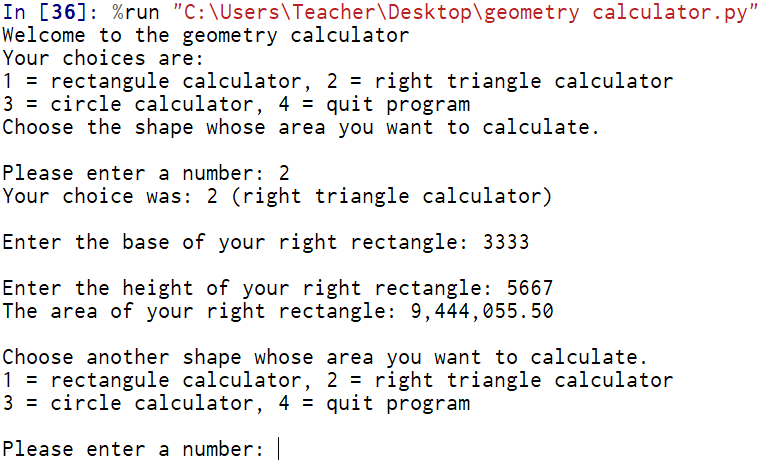 In [36]: %run "C:\Users\Teacher\Desktop\geometry calculator.py"
Welcome to the geometry calculator
Your choices are:
1 = rectangule calculator, 2 = right triangle calculator
3 = circle calculator, 4 = quit program
Choose the shape whose area you want to calculate.
Please enter a number: 2
Your choice was: 2 (right triangle calculator)
Enter the base of your right rectangle: 3333
Enter the height of your right rectangle: 5667
The area of your right rectangle: 9,444,055.50
Choose another shape whose area you want to calculate.
1 = rectangule calculator, 2 = right triangle calculator
3 = circle calculator, 4 = quit program
Please enter a number: